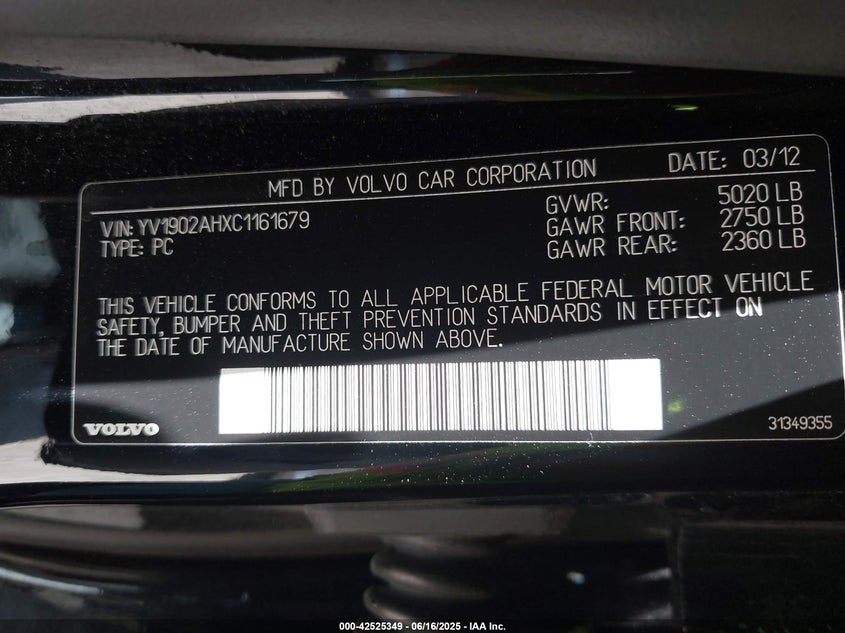 MFD BY VOLVO CAR CORPORATION DATE: 03/12
VIN: YV1902AHXC1161679 GVWR: 5020 LB
TYPE: PC GAWR FRONT: 2750 LB
GAWR REAR: 2360 LB
THIS VEHICLE CONFORMS TO ALL APPLICABLE FEDERAL MOTOR VEHICLE
SAFETY, BUMPER AND THEFT PREVENTION STANDARDS IN EFFECT ON
THE DATE OF MANUFACTURE SHOWN ABOVE.
VOLVO 31349355
000-42525349 - 06/16/2025 - IAA Inc.